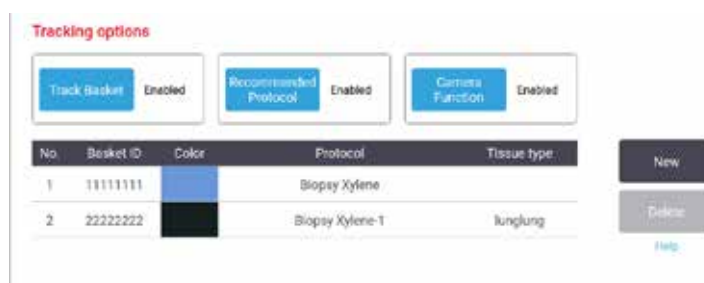 Tracking options
Track Basket Enabled
Recommended Protocol Enabled
Camera Function Enabled
No. Basket ID Color Protocol Tissue type
1 11111111 Biopsy Xylene
2 22222222 Biopsy Xylene-1 lunglung
New
Delete
Help